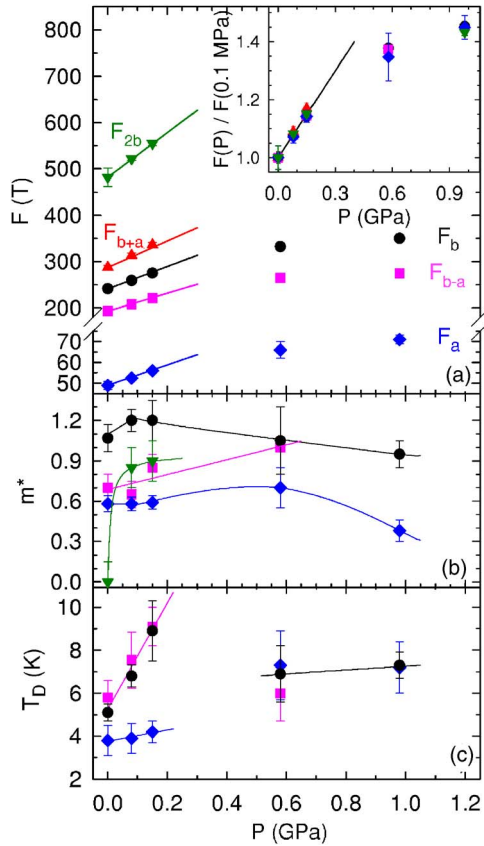 800
700
600
500
400
300
200
70
60
50
F (T)
F2b
Fb+a
Fb
Fb-a
Fa
(a)
F(P) / F(0.1 MPa)
1.4
1.2
1.0
0.0 0.3 0.6 0.9
P (GPa)
1.2
0.9
0.6
0.3
0.0
m*
(b)
10
8
6
4
2
TD (K)
(c)
0.0 0.2 0.4 0.6 0.8 1.0 1.2
P (GPa)